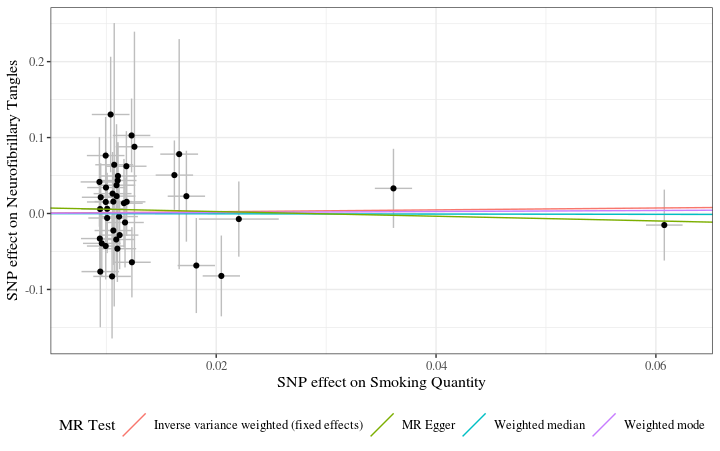 SNP effect on Neurofibrillary Tangles
0.2
0.1
0.0
-0.1
0.02 0.04 0.06
SNP effect on Smoking Quantity
MR Test Inverse variance weighted (fixed effects) MR Egger Weighted median Weighted mode